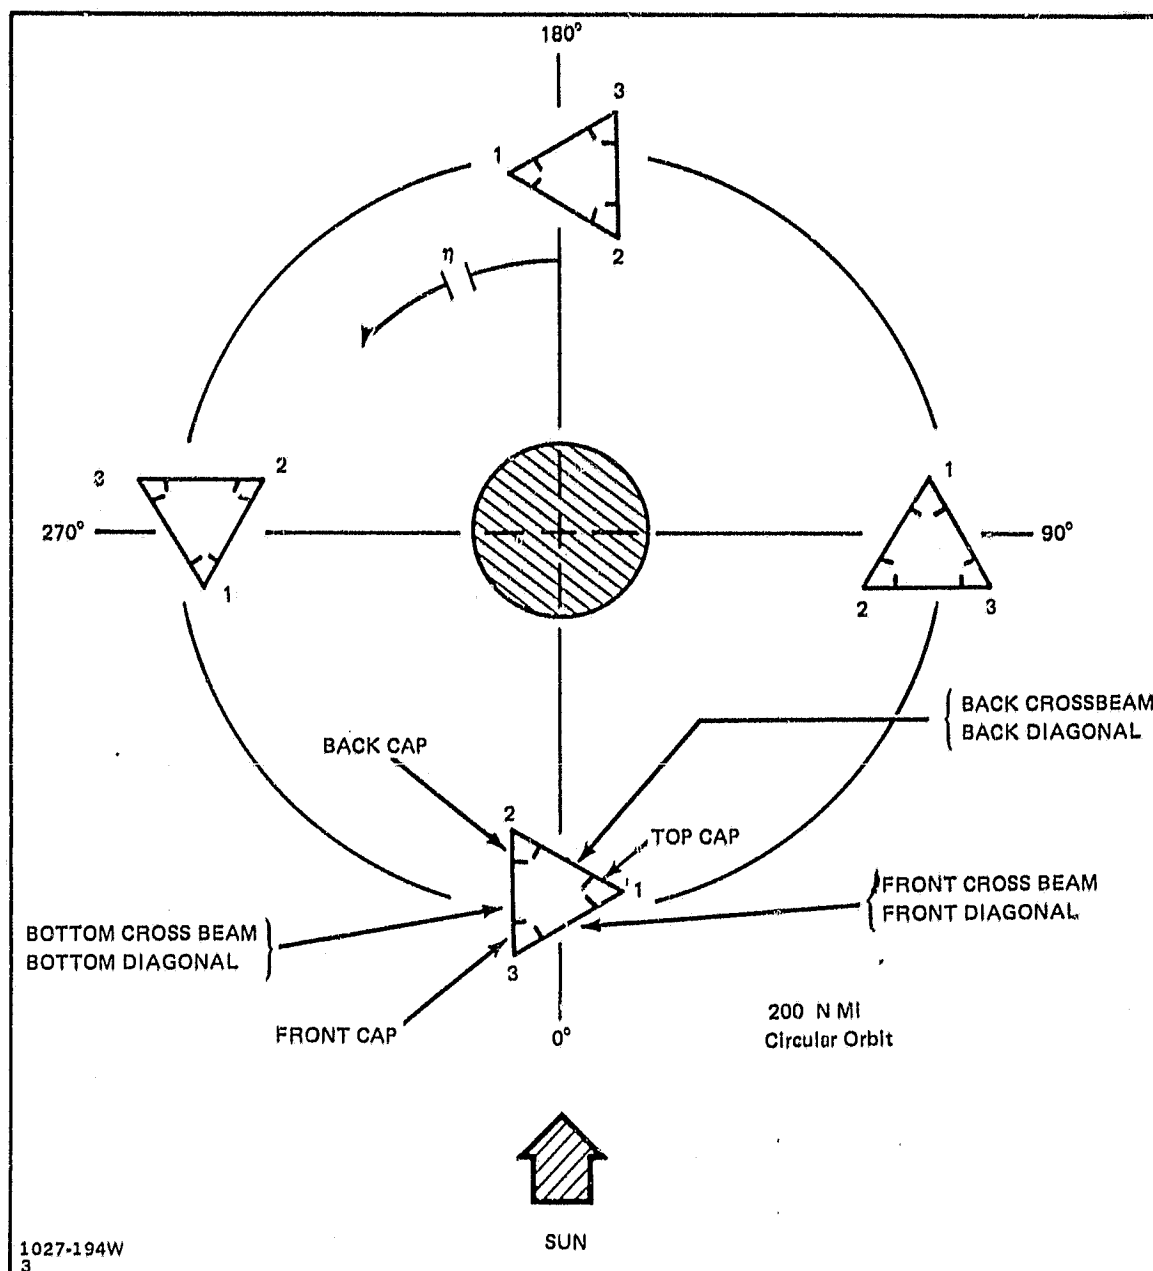 180°
3
1
2
η
3
2
1
270°
1
2
3
90°
BACK CROSSBEAM
BACK DIAGONAL
BACK CAP
2
TOP CAP
1
FRONT CROSS BEAM
FRONT DIAGONAL
BOTTOM CROSS BEAM
BOTTOM DIAGONAL
3
FRONT CAP
0°
200 N MI
Circular Orbit
SUN
1027-194W
3